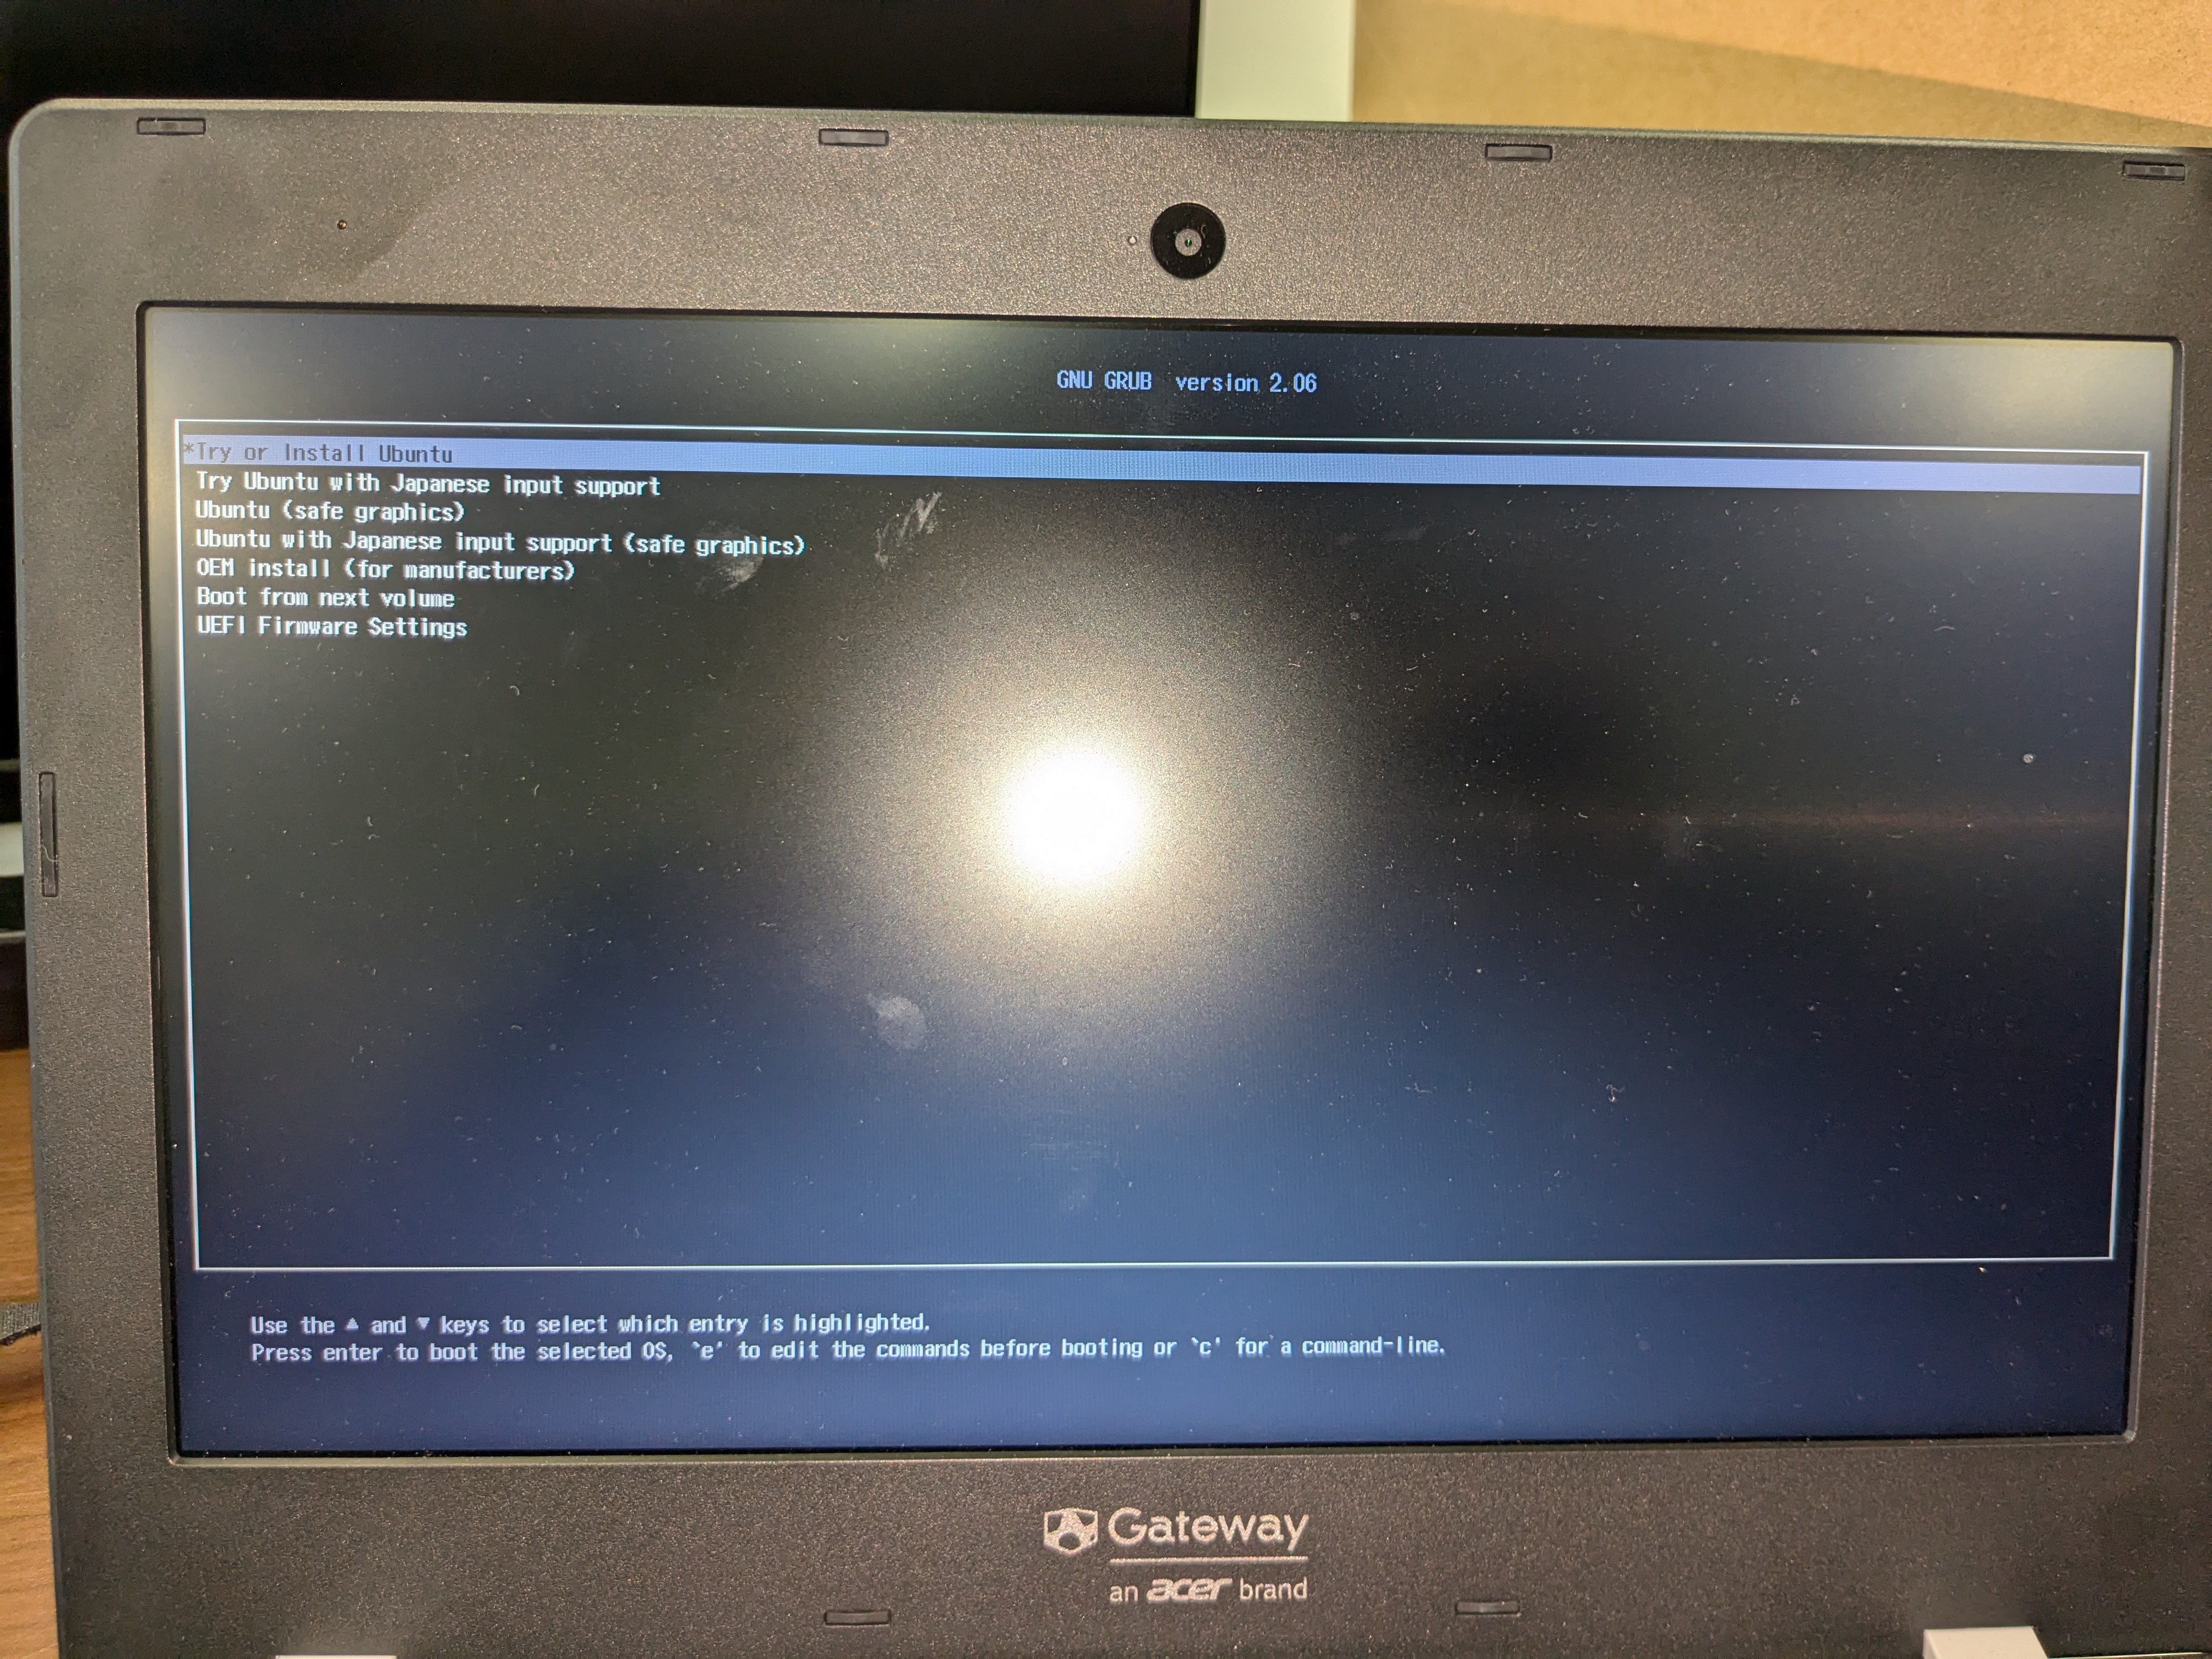 GNU GRUB version 2.06
*Try or Install Ubuntu
Try Ubuntu with Japanese input support
Ubuntu (safe graphics)
Ubuntu with Japanese input support (safe graphics)
OEM install (for manufacturers)
Boot from next volume
UEFI Firmware Settings
Use the ▲ and ▼ keys to select which entry is highlighted.
Press enter to boot the selected OS, `e' to edit the commands before booting or `c' for a command-line.
Gateway
an acer brand